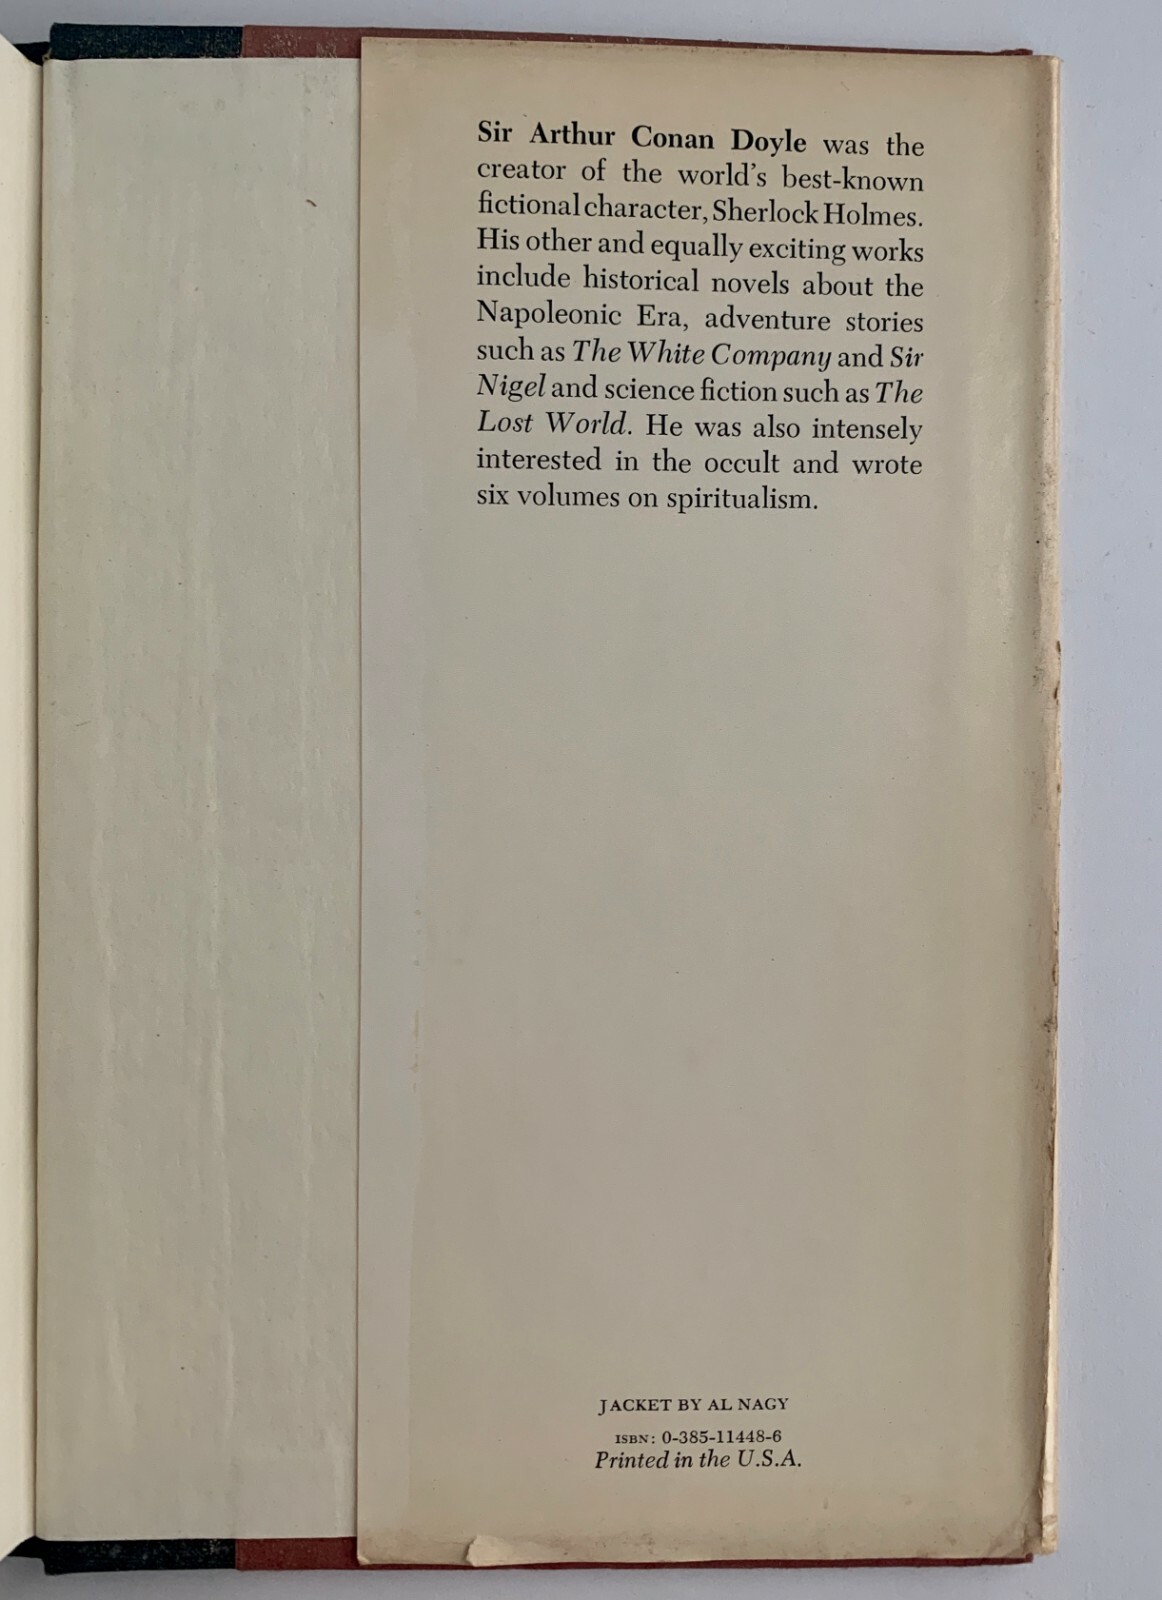 Sir Arthur Conan Doyle was the
creator of the world's best-known
fictional character, Sherlock Holmes.
His other and equally exciting works
include historical novels about the
Napoleonic Era, adventure stories
such as The White Company and Sir
Nigel and science fiction such as The
Lost World. He was also intensely
interested in the occult and wrote
six volumes on spiritualism.
JACKET BY AL NAGY
ISBN: 0-385-11448-6
Printed in the U.S.A.